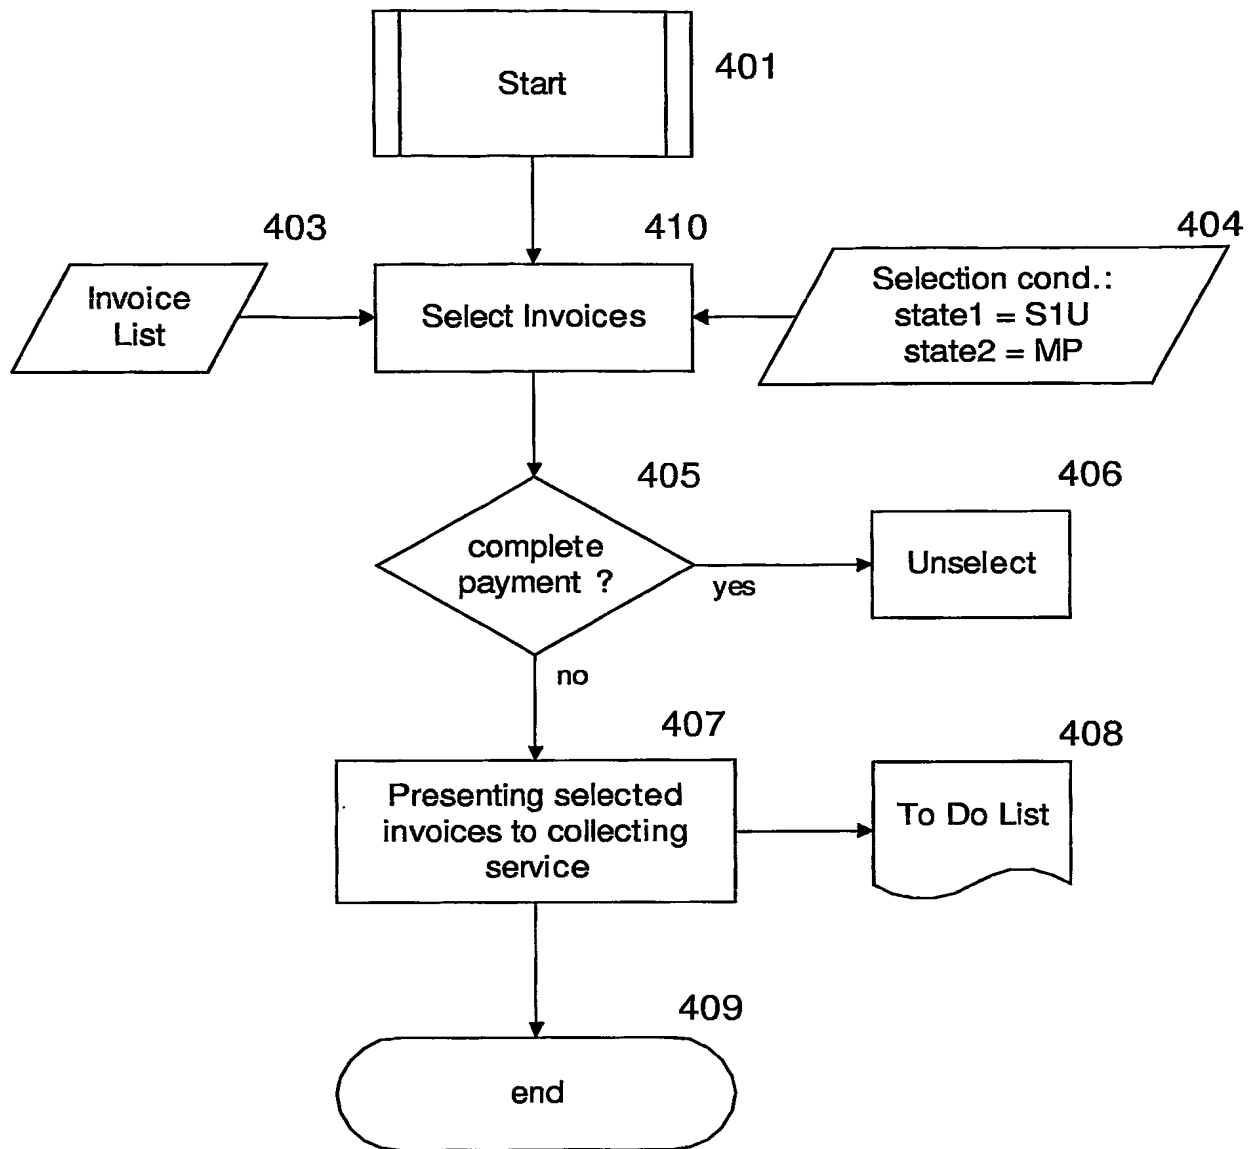 Start
401
403
410
404
Invoice
List
Select Invoices
Selection cond.:
state1 = S1U
state2 = MP
405
406
complete
payment ?
yes
Unselect
no
407
408
Presenting selected
invoices to collecting
service
To Do List
409
end